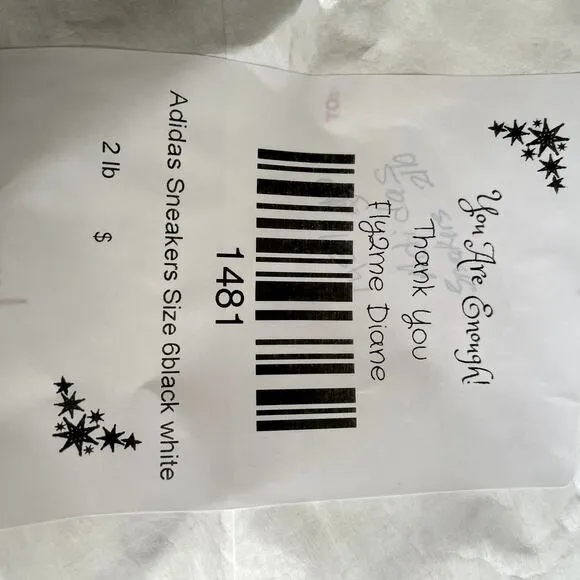 You Are Enough!
Thank You
Fly2me Diane
1481
Adidas Sneakers Size 6black white
2 lb $